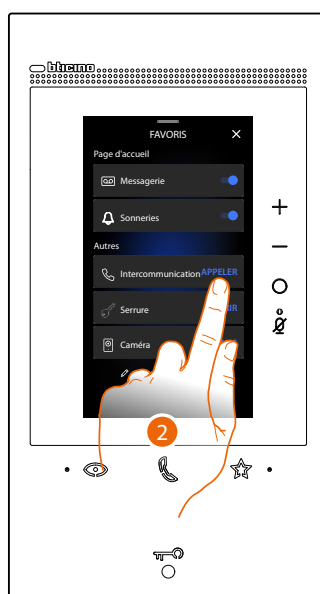 bticino
FAVORIS
Page d'accueil
Messagerie
Sonneries
Autres
Intercommunication APPELER
Serrure
Caméra
2